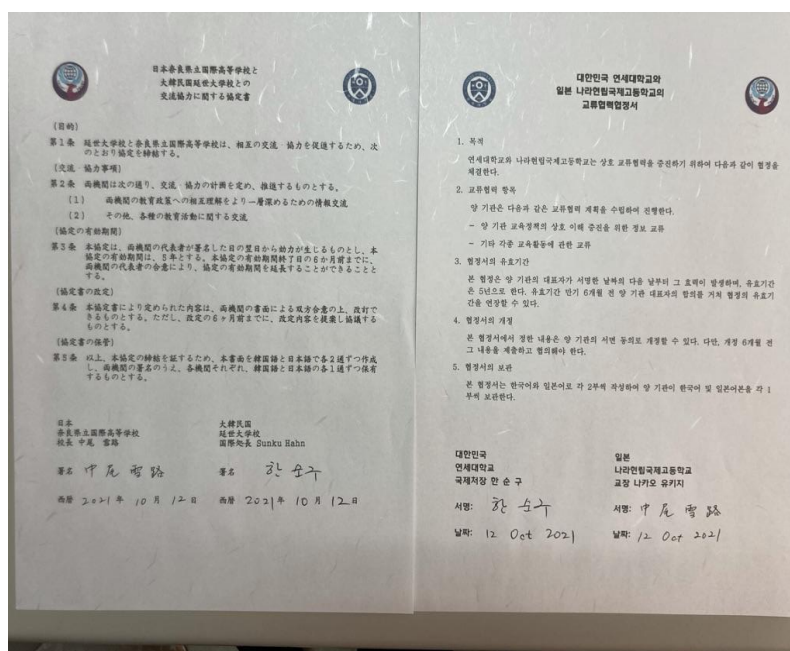 日本奈良県立国際高等学校と
大韓民国延世大学校との
交流協力に関する協定書
(目的)
第1条 延世大学校と奈良県立国際高等学校は、相互の交流・協力を促進するため、次
のとおり協定を締結する。
(交流・協力事項)
第2条 両機関は次の通り、交流・協力の計画を定め、推進するものとする。
(1) 両機関の教育政策への相互理解をより一層深めるための情報交流
(2) その他、各種の教育活動に関する交流
(協定の有効期間)
第3条 本協定は、両機関の代表者が署名した日の翌日から効力が生じるものとし、本
協定の有効期間は、5年とする。本協定の有効期間終了日の6か月前までに、
両機関の代表者の合意により、協定の有効期間を延長することができること
とする。
(協定書の改定)
第4条 本協定書により定められた内容は、両機関の書面による双方合意の上、改訂で
きるものとする。ただし、改定の6ヶ月前までに、改定内容を提案し協議する
ものとする。
(協定書の保管)
第5条 以上、本協定の締結を証するため、本書面を韓国語と日本語で各2通ずつ作成
し、両機関の署名のうえ、各機関それぞれ、韓国語と日本語の各1通ずつ保有
するものとする。
日本
奈良県立国際高等学校
校長 中尾 雪路
大韓民国
延世大学校
国際処長 Sunku Hahn
署名 中尾 雪路
署名 한 순구
西暦 2021年 10月 12日
西暦 2021年 10月 12日
대한민국 연세대학교와
일본 나라현립국제고등학교의
교류협력협정서
1. 목적
연세대학교와 나라현립국제고등학교는 상호 교류협력을 증진하기 위하여 다음과 같이 협정을
체결한다.
2. 교류협력 항목
양 기관은 다음과 같은 교류협력 계획을 수립하여 진행한다.
- 양 기관 교육정책의 상호 이해 증진을 위한 정보 교류
- 기타 각종 교육활동에 관한 교류
3. 협정서의 유효기간
본 협정은 양 기관의 대표자가 서명한 날짜의 다음 날부터 그 효력이 발생하며, 유효기간
은 5년으로 한다. 유효기간 만기 6개월 전 양 기관 대표자의 합의를 거쳐 협정의 유효기
간을 연장할 수 있다.
4. 협정서의 개정
본 협정서에서 정한 내용은 양 기관의 서면 동의로 개정할 수 있다. 다만, 개정 6개월 전
그 내용을 제출하고 협의해야 한다.
5. 협정서의 보관
본 협정서는 한국어와 일본어로 각 2부씩 작성하여 양 기관이 한국어 및 일본어본을 각 1
부씩 보관한다.
대한민국
연세대학교
국제처장 한 순 구
일본
나라현립국제고등학교
교장 나카오 유키지
서명: 한 순구
서명: 中尾 雪路
날짜: 12 Oct 2021
날짜: 12 Oct 2021